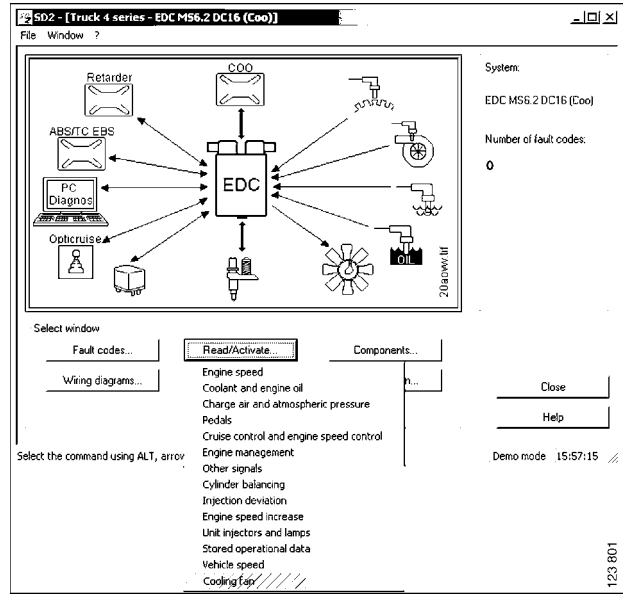 SD2 - [Truck 4 series - EDC MS6.2 DC16 (Coo)]
File Window ?
COO
Retarder
ABS/TC EBS
PC
Diagnos
Opticruise
EDC
OIL
System:
EDC MS6.2 DC16 (Coo)
Number of fault codes:
0
Select window
Fault codes...
Read/Activate...
Components...
Wiring diagrams...
n...
Engine speed
Coolant and engine oil
Charge air and atmospheric pressure
Pedals
Cruise control and engine speed control
Engine management
Other signals
Cylinder balancing
Injection deviation
Engine speed increase
Unit injectors and lamps
Stored operational data
Vehicle speed
Cooling fan
Close
Help
Select the command using ALT, arrov
Demo mode 15:57:15
123 801